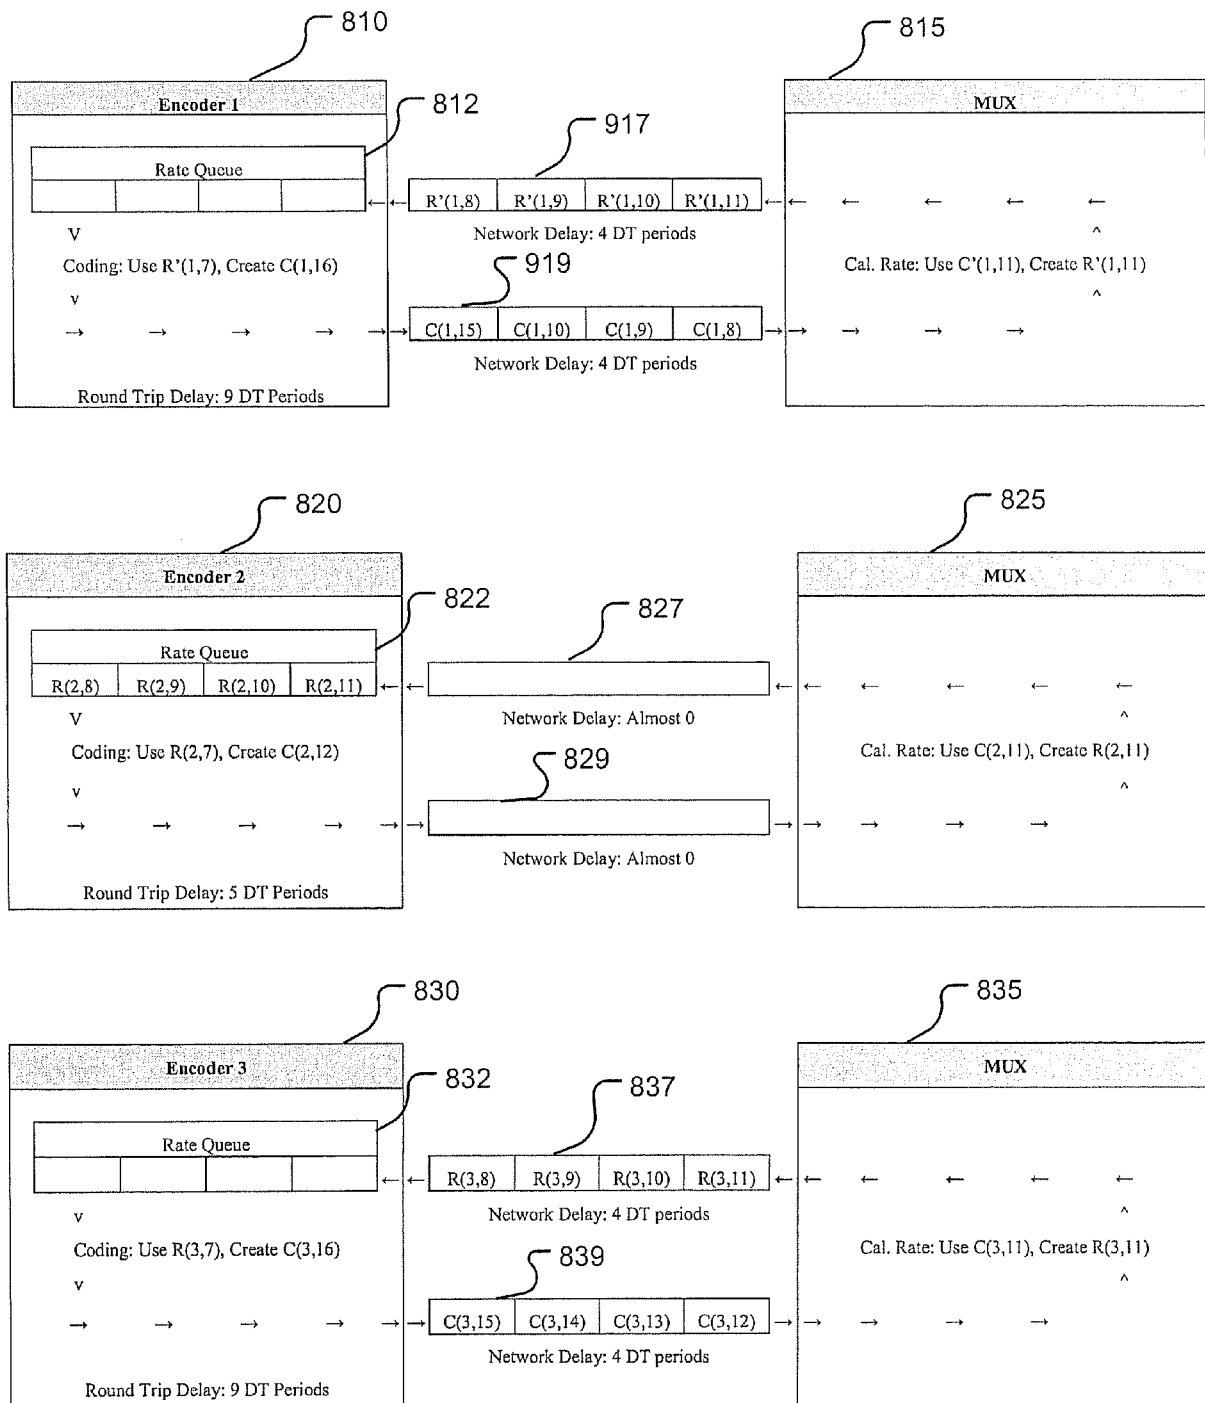 810
815
Encoder 1
MUX
812
917
Rate Queue
R'(1,8) R'(1,9) R'(1,10) R'(1,11)
Network Delay: 4 DT periods
V
^
Coding: Use R'(1,7), Create C(1,16)
919
Cal. Rate: Use C'(1,11), Create R'(1,11)
v
^
C(1,15) C(1,10) C(1,9) C(1,8)
Network Delay: 4 DT periods
Round Trip Delay: 9 DT Periods
820
825
Encoder 2
MUX
822
827
Rate Queue
R(2,8) R(2,9) R(2,10) R(2,11)
V
Network Delay: Almost 0
^
Coding: Use R(2,7), Create C(2,12)
829
Cal. Rate: Use C(2,11), Create R(2,11)
v
^
Network Delay: Almost 0
Round Trip Delay: 5 DT Periods
830
835
Encoder 3
MUX
832
837
Rate Queue
R(3,8) R(3,9) R(3,10) R(3,11)
v
Network Delay: 4 DT periods
^
Coding: Use R(3,7), Create C(3,16)
839
Cal. Rate: Use C(3,11), Create R(3,11)
v
^
C(3,15) C(3,14) C(3,13) C(3,12)
Network Delay: 4 DT periods
Round Trip Delay: 9 DT Periods